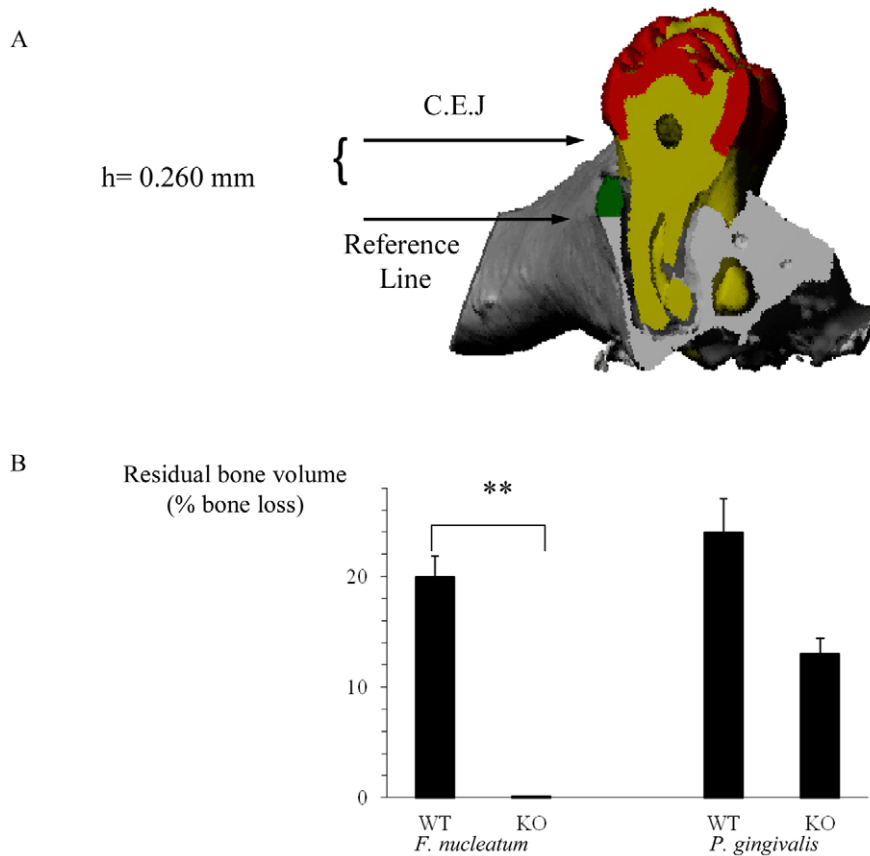 A
C.E.J
{
h= 0.260 mm
Reference
Line
B
Residual bone volume
(% bone loss)
**
20
10
0
WT KO WT KO
F. nucleatum P. gingivalis